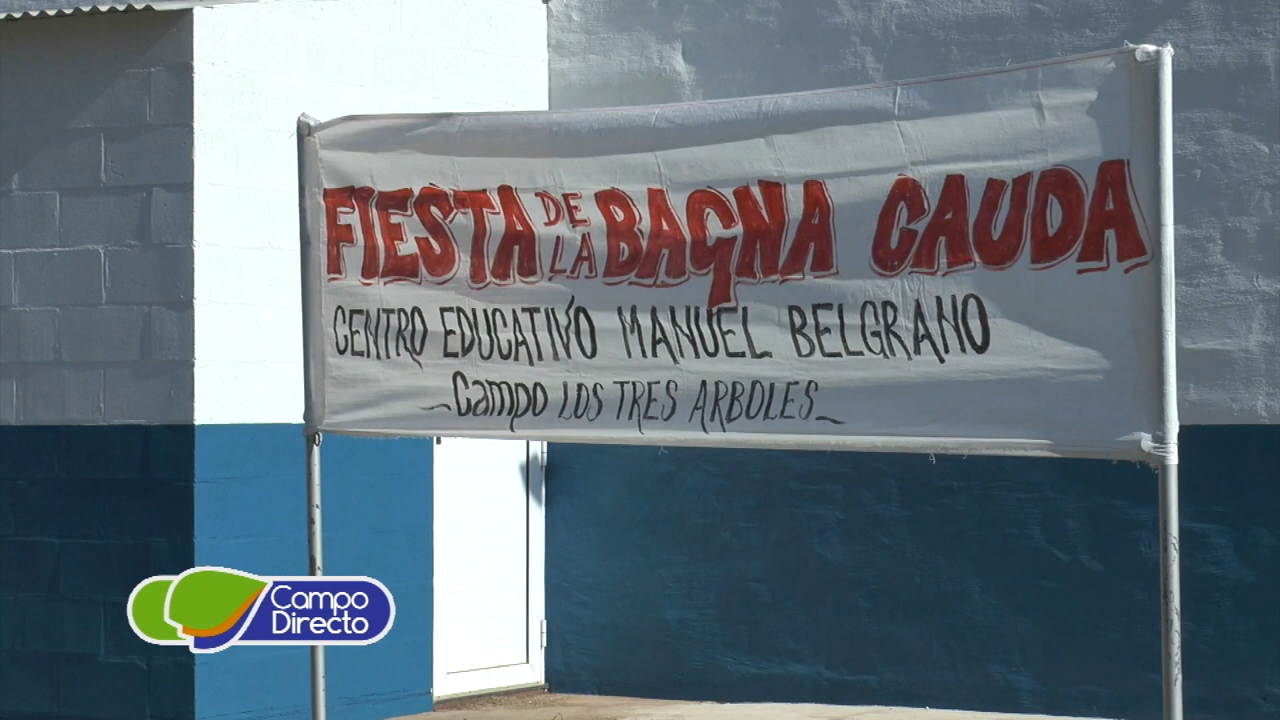 FIESTA DE LA BAGNA CAUDA
CENTRO EDUCATIVO MANUEL BELGRANO
-Campo LOS TRES ARBOLES-
Campo
Directo